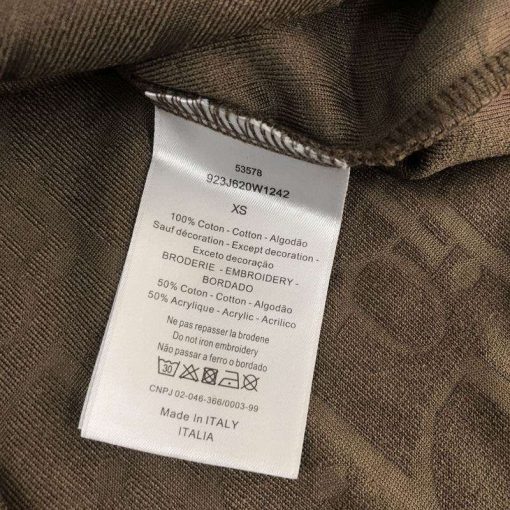 53578
923J620W1242
XS
100% Coton - Cotton - Algodão
Sauf décoration - Except decoration -
Exceto decoração
BRODERIE - EMBROIDERY -
BORDADO
50% Coton - Cotton - Algodão
50% Acrylique - Acrylic - Acrilico
Ne pas repasser la brodene
Do not iron embroidery
Não passar a ferro o bordado
30
CNPJ 02-046-366/0003-99
Made in ITALY
ITALIA